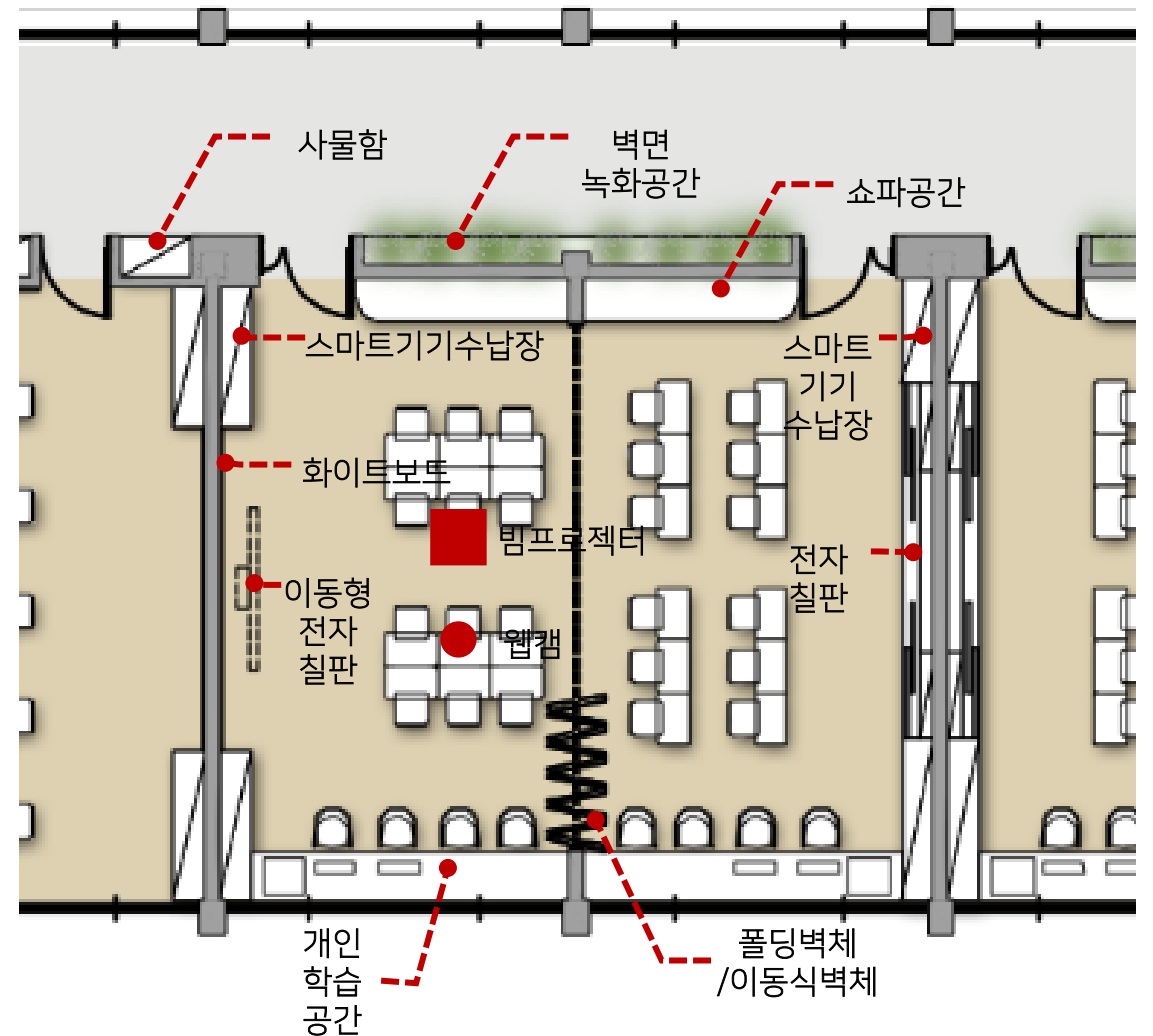 사물함
벽면
녹화공간
쇼파공간
스마트기기수납장
스마트
기기
수납장
화이트보드
빔프로젝터
전자
칠판
이동형
전자
칠판
웹캠
개인
학습
공간
폴딩벽체
/이동식벽체